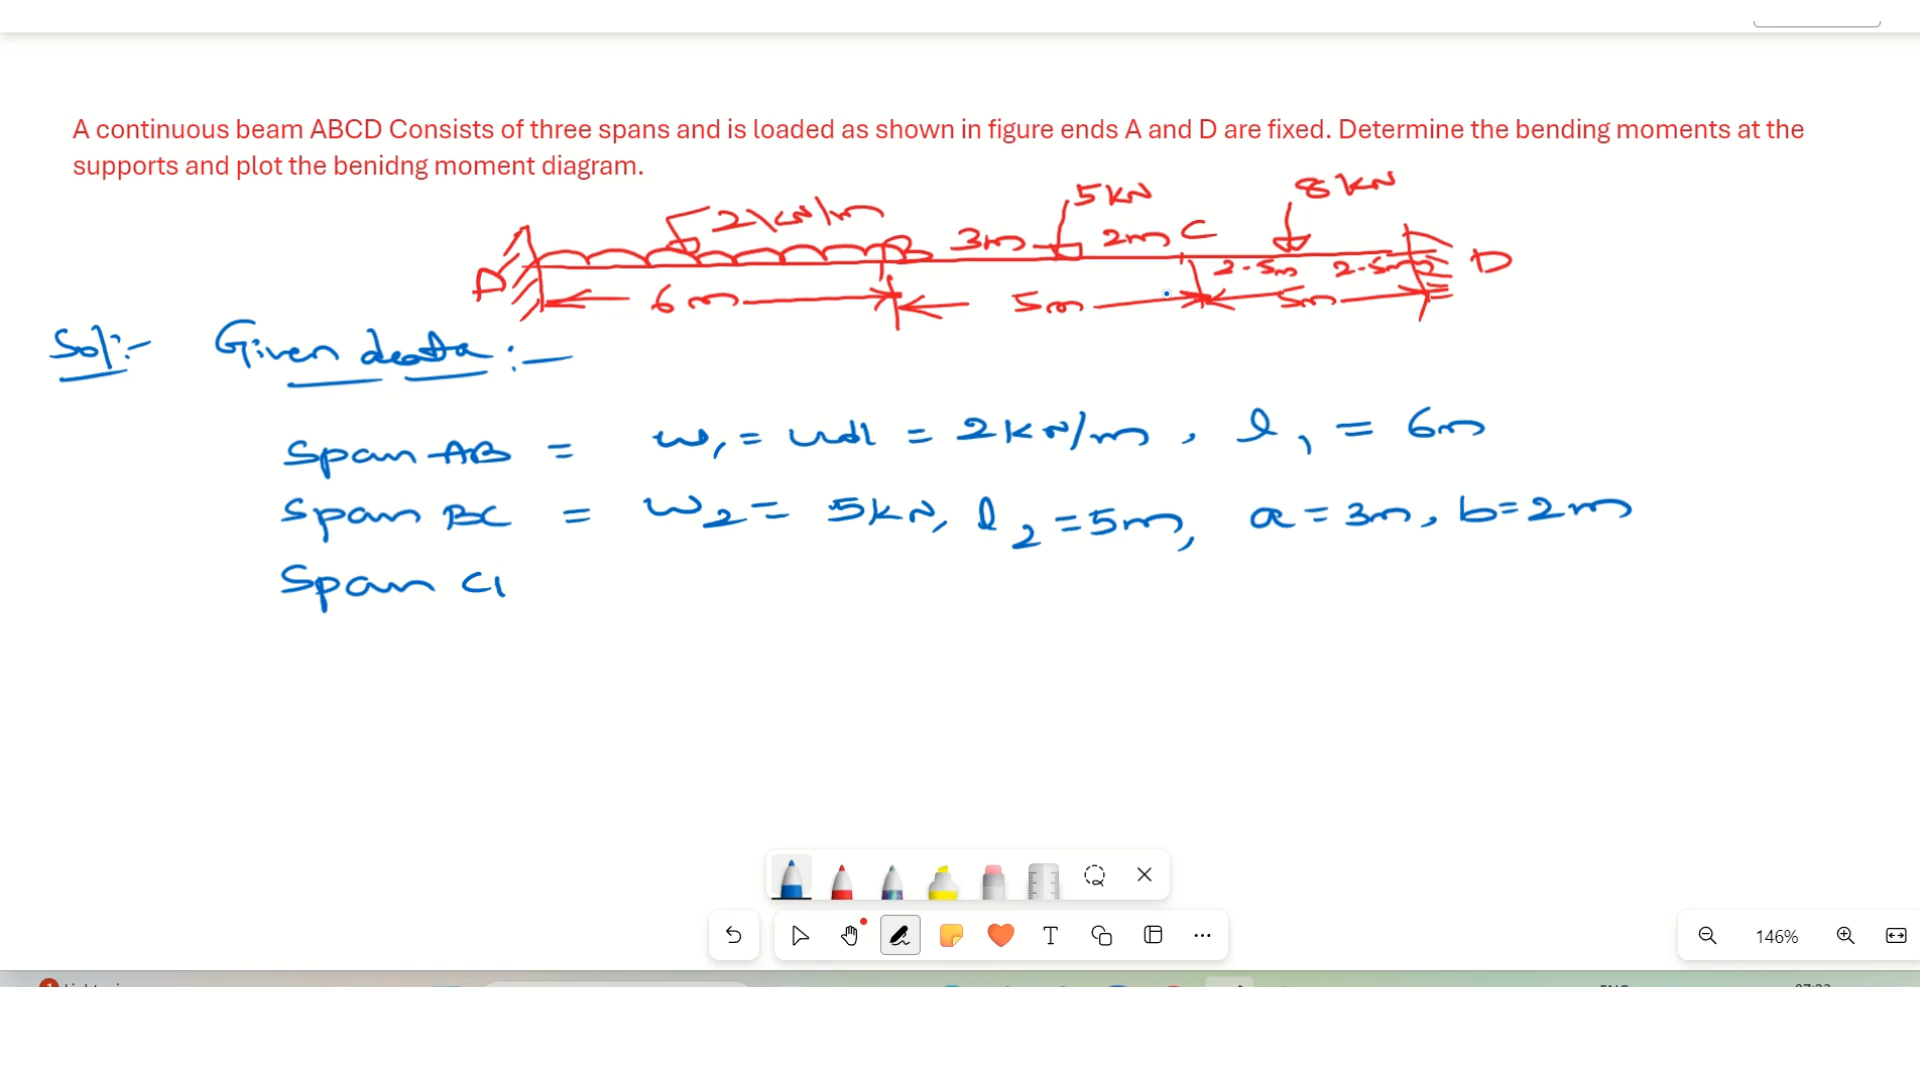 A continuous beam ABCD Consists of three spans and is loaded as shown in figure ends A and D are fixed. Determine the bending moments at the
supports and plot the benidng moment diagram.
2kN/m 5kN 8kN
A B 3m 2m C 2.5m 2.5m D
6m 5m 5m
Sol:- Given data:-
Span AB = w1 = udl = 2kN/m, l1 = 6m
Span BC = w2 = 5kN, l2 = 5m, a = 3m, b = 2m
Span C
146%